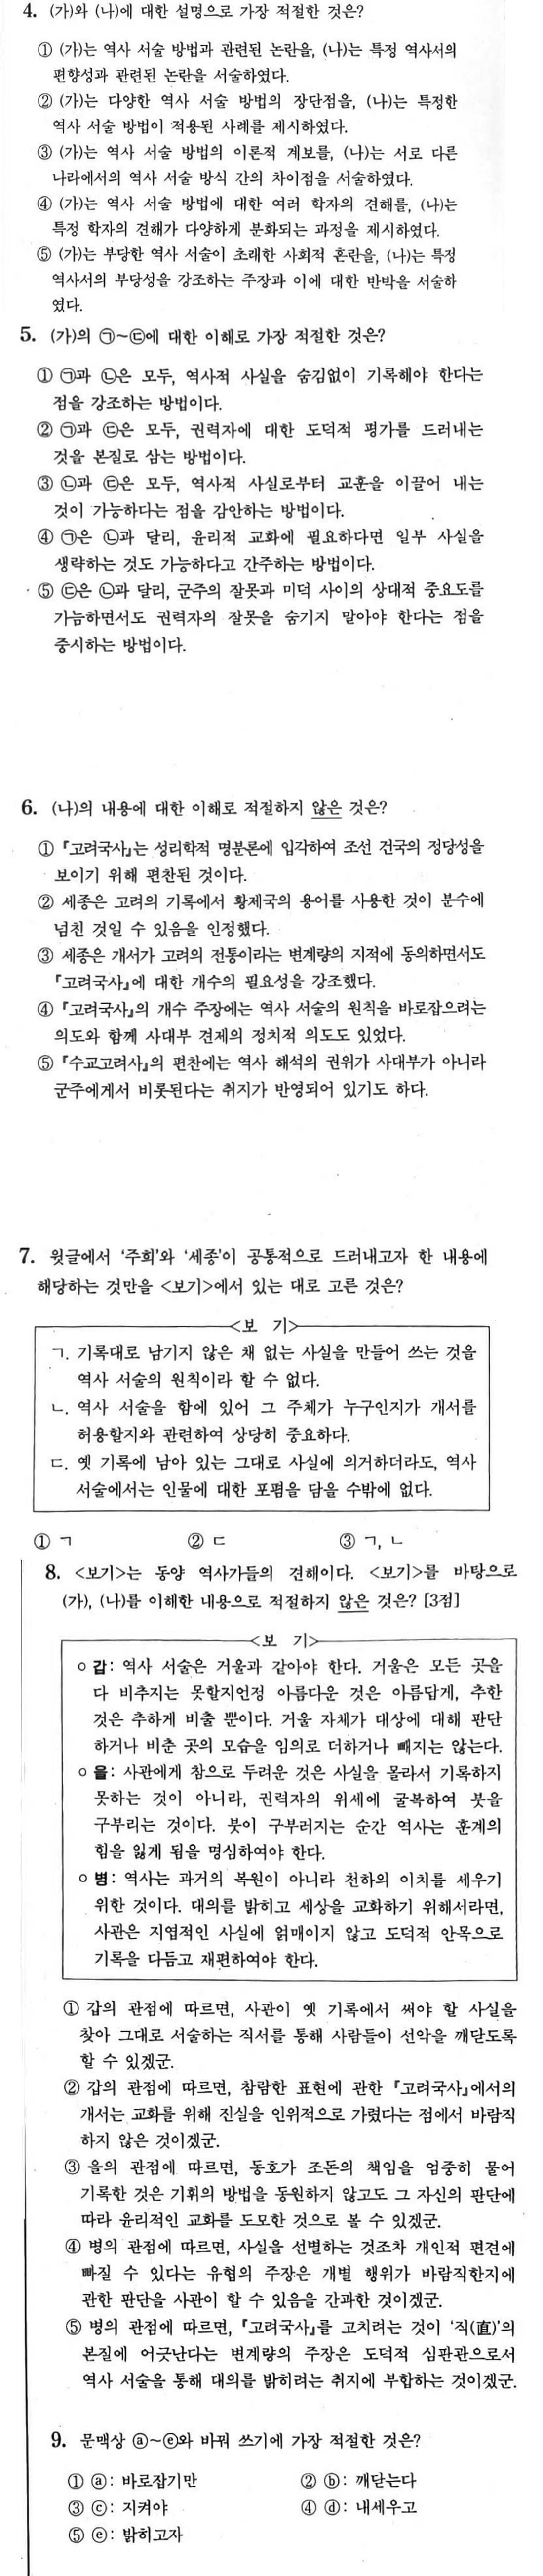 4. (가)와 (나)에 대한 설명으로 가장 적절한 것은?
① (가)는 역사 서술 방법과 관련된 논란을, (나)는 특정 역사서의
편향성과 관련된 논란을 서술하였다.
② (가)는 다양한 역사 서술 방법의 장단점을, (나)는 특정한
역사 서술 방법이 적용된 사례를 제시하였다.
③ (가)는 역사 서술 방법의 이론적 계보를, (나)는 서로 다른
나라에서의 역사 서술 방식 간의 차이점을 서술하였다.
④ (가)는 역사 서술 방법에 대한 여러 학자의 견해를, (나)는
특정 학자의 견해가 다양하게 분화되는 과정을 제시하였다.
⑤ (가)는 부당한 역사 서술이 초래한 사회적 혼란을, (나)는 특정
역사서의 부당성을 강조하는 주장과 이에 대한 반박을 서술하
였다.
5. (가)의 ㉠~㉢에 대한 이해로 가장 적절한 것은?
① ㉠과 ㉡은 모두, 역사적 사실을 숨김없이 기록해야 한다는
점을 강조하는 방법이다.
② ㉠과 ㉢은 모두, 권력자에 대한 도덕적 평가를 드러내는
것을 본질로 삼는 방법이다.
③ ㉡과 ㉢은 모두, 역사적 사실로부터 교훈을 이끌어 내는
것이 가능하다는 점을 감안하는 방법이다.
④ ㉠은 ㉡과 달리, 윤리적 교화에 필요하다면 일부 사실을
생략하는 것도 가능하다고 간주하는 방법이다.
⑤ ㉢은 ㉡과 달리, 군주의 잘못과 미덕 사이의 상대적 중요도를
가늠하면서도 권력자의 잘못을 숨기지 말아야 한다는 점을
중시하는 방법이다.
6. (나)의 내용에 대한 이해로 적절하지 않은 것은?
① 『고려국사』는 성리학적 명분론에 입각하여 조선 건국의 정당성을
보이기 위해 편찬된 것이다.
② 세종은 고려의 기록에서 황제국의 용어를 사용한 것이 분수에
넘친 것일 수 있음을 인정했다.
③ 세종은 개서가 고려의 전통이라는 변계량의 지적에 동의하면서도
『고려국사』에 대한 개수의 필요성을 강조했다.
④ 『고려국사』의 개수 주장에는 역사 서술의 원칙을 바로잡으려는
의도와 함께 사대부 견제의 정치적 의도도 있었다.
⑤ 『수교고려사』의 편찬에는 역사 해석의 권위가 사대부가 아니라
군주에게서 비롯된다는 취지가 반영되어 있기도 하다.
7. 윗글에서 ‘주희’와 ‘세종’이 공통적으로 드러내고자 한 내용에
해당하는 것만을 <보기>에서 있는 대로 고른 것은?
<보 기>
ㄱ. 기록대로 남기지 않은 채 없는 사실을 만들어 쓰는 것을
역사 서술의 원칙이라 할 수 없다.
ㄴ. 역사 서술을 함에 있어 그 주체가 누구인지가 개서를
허용할지와 관련하여 상당히 중요하다.
ㄷ. 옛 기록에 남아 있는 그대로 사실에 의거하더라도, 역사
서술에서는 인물에 대한 포폄을 담을 수밖에 없다.
① ㄱ ② ㄷ ③ ㄱ, ㄴ
8. <보기>는 동양 역사가들의 견해이다. <보기>를 바탕으로
(가), (나)를 이해한 내용으로 적절하지 않은 것은? [3점]
<보 기>
○ 갑: 역사 서술은 거울과 같아야 한다. 거울은 모든 곳을
다 비추지는 못할지언정 아름다운 것은 아름답게, 추한
것은 추하게 비출 뿐이다. 거울 자체가 대상에 대해 판단
하거나 비춘 곳의 모습을 임의로 더하거나 빼지는 않는다.
○ 을: 사관에게 참으로 두려운 것은 사실을 몰라서 기록하지
못하는 것이 아니라, 권력자의 위세에 굴복하여 붓을
구부리는 것이다. 붓이 구부러지는 순간 역사는 훈계의
힘을 잃게 됨을 명심하여야 한다.
○ 병: 역사는 과거의 복원이 아니라 천하의 이치를 세우기
위한 것이다. 대의를 밝히고 세상을 교화하기 위해서라면,
사관은 지엽적인 사실에 얽매이지 않고 도덕적 안목으로
기록을 다듬고 재편하여야 한다.
① 갑의 관점에 따르면, 사관이 옛 기록에서 써야 할 사실을
찾아 그대로 서술하는 직서를 통해 사람들이 선악을 깨닫도록
할 수 있겠군.
② 갑의 관점에 따르면, 참람한 표현에 관한 『고려국사』에서의
개서는 교화를 위해 진실을 인위적으로 가렸다는 점에서 바람직
하지 않은 것이겠군.
③ 을의 관점에 따르면, 동호가 조돈의 책임을 엄중히 물어
기록한 것은 기휘의 방법을 동원하지 않고도 그 자신의 판단에
따라 윤리적인 교화를 도모한 것으로 볼 수 있겠군.
④ 병의 관점에 따르면, 사실을 선별하는 것조차 개인적 편견에
빠질 수 있다는 유협의 주장은 개별 행위가 바람직한지에
관한 판단을 사관이 할 수 있음을 간과한 것이겠군.
⑤ 병의 관점에 따르면, 『고려국사』를 고치려는 것이 ‘직(直)’의
본질에 어긋난다는 변계량의 주장은 도덕적 심판관으로서
역사 서술을 통해 대의를 밝히려는 취지에 부합하는 것이겠군.
9. 문맥상 ⓐ~ⓔ와 바꿔 쓰기에 가장 적절한 것은?
① ⓐ: 바로잡기만 ② ⓑ: 깨닫는다
③ ⓒ: 지켜야 ④ ⓓ: 내세우고
⑤ ⓔ: 밝히고자